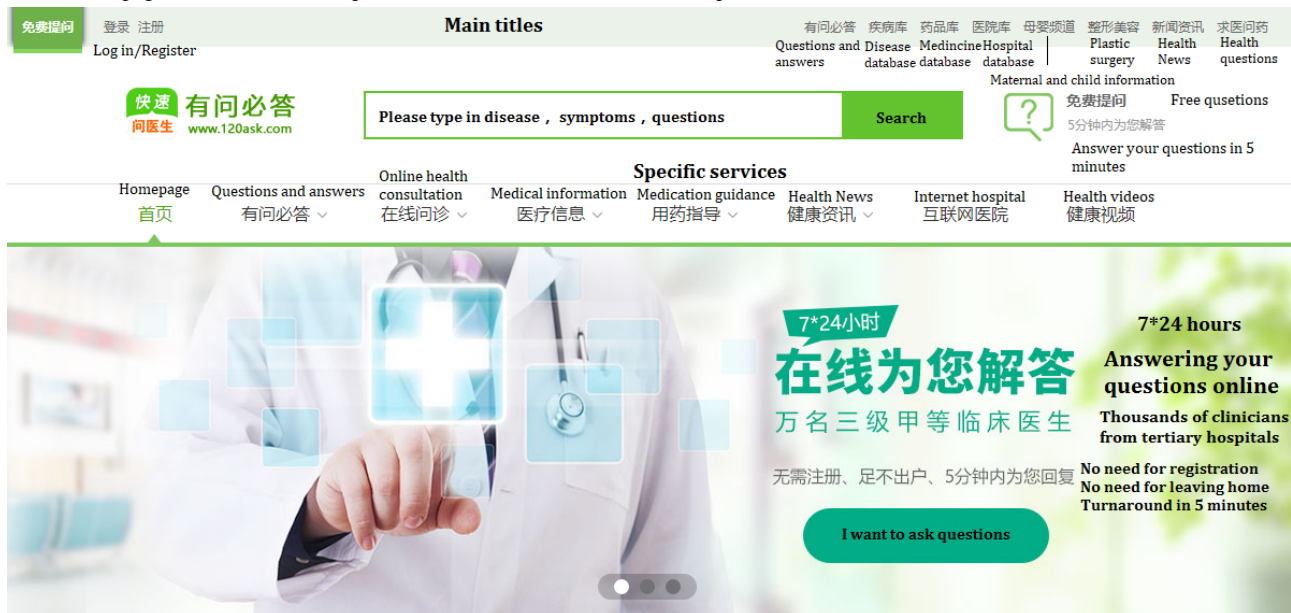 免费提问 登录 注册 Main titles 有问必答 疾病库 药品库 医院库 母婴频道 整形美容 新闻资讯 求医问药
Log in/Register
Questions and answers
Disease database
Medincine database
Hospital database
Plastic surgery
Health News
Health questions
Maternal and child information
快速问医生
有问必答
www.120ask.com
Please type in disease，symptoms，questions
Search
免费提问 Free qusetions
5分钟内为您解答
Answer your questions in 5
minutes
Specific services
Homepage
Questions and answers
Online health
consultation
Medical information
Medication guidance
Health News
Internet hospital
Health videos
首页 有问必答 在线问诊 医疗信息 用药指导 健康资讯 互联网医院 健康视频
7*24小时
7*24 hours
在线为您解答
Answering your
questions online
万名三级甲等临床医生
Thousands of clinicians
from tertiary hospitals
无需注册、足不出户、5分钟内为您回复
No need for registration
No need for leaving home
Turnaround in 5 minutes
I want to ask questions